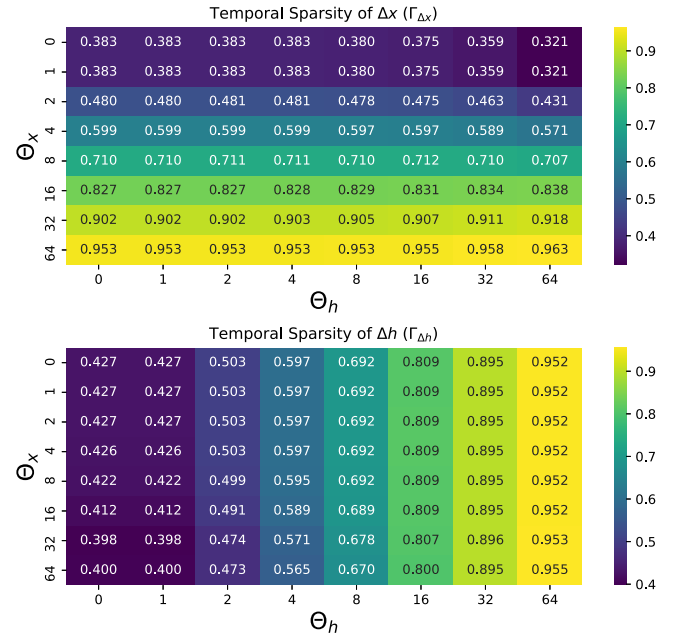 Temporal Sparsity of Δx (Γ_Δx)
0 0.383 0.383 0.383 0.383 0.380 0.375 0.359 0.321
1 0.383 0.383 0.383 0.383 0.380 0.375 0.359 0.321
2 0.480 0.480 0.481 0.481 0.478 0.475 0.463 0.431
4 0.599 0.599 0.599 0.599 0.597 0.597 0.589 0.571
8 0.710 0.710 0.711 0.711 0.710 0.712 0.710 0.707
16 0.827 0.827 0.827 0.828 0.829 0.831 0.834 0.838
32 0.902 0.902 0.902 0.903 0.905 0.907 0.911 0.918
64 0.953 0.953 0.953 0.953 0.953 0.955 0.958 0.963
Θ_x
0 1 2 4 8 16 32 64
Θ_h
0.9
0.8
0.7
0.6
0.5
0.4
Temporal Sparsity of Δh (Γ_Δh)
0 0.427 0.427 0.503 0.597 0.692 0.809 0.895 0.952
1 0.427 0.427 0.503 0.597 0.692 0.809 0.895 0.952
2 0.427 0.427 0.503 0.597 0.692 0.809 0.895 0.952
4 0.426 0.426 0.503 0.597 0.692 0.809 0.895 0.952
8 0.422 0.422 0.499 0.595 0.692 0.809 0.895 0.952
16 0.412 0.412 0.491 0.589 0.689 0.809 0.895 0.952
32 0.398 0.398 0.474 0.571 0.678 0.807 0.896 0.953
64 0.400 0.400 0.473 0.565 0.670 0.800 0.895 0.955
Θ_x
0 1 2 4 8 16 32 64
Θ_h
0.9
0.8
0.7
0.6
0.5
0.4